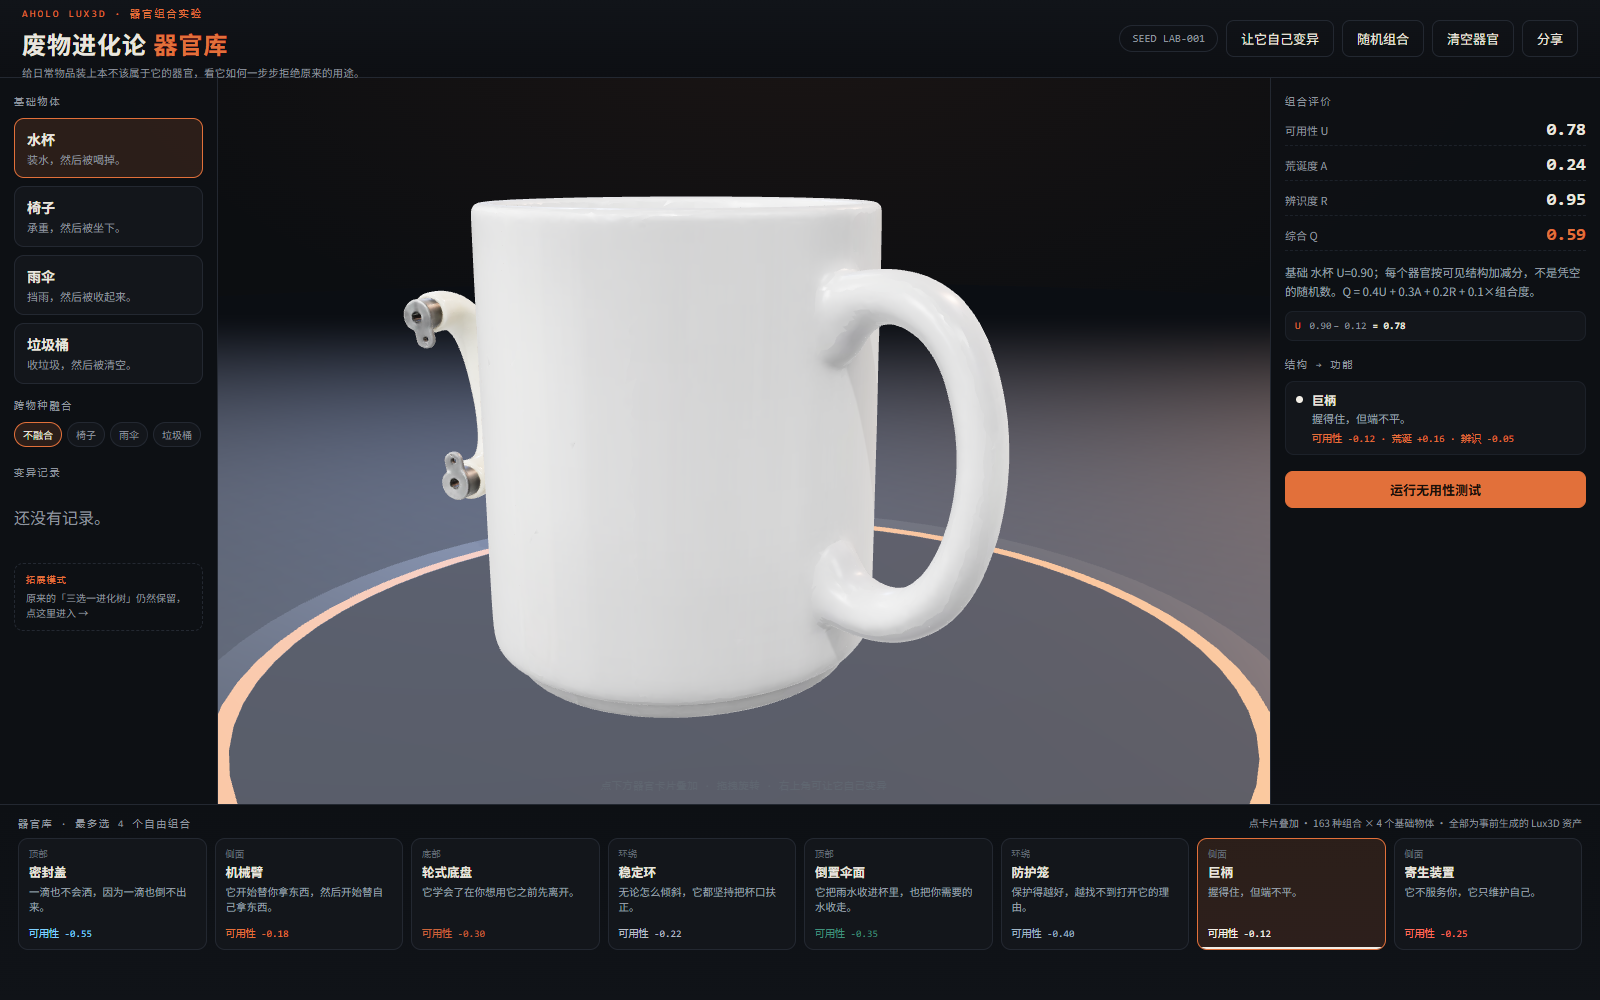 AHOLO LUX3D · 器官组合实验
废物进化论 器官库
给日常物品装上本不该属于它的器官，看它如何一步步拒绝原来的用途。
SEED LAB-001
让它自己变异
随机组合
清空器官
分享
基础物体
水杯
装水，然后被喝掉。
椅子
承重，然后被坐下。
雨伞
挡雨，然后被收起来。
垃圾桶
收垃圾，然后被清空。
跨物种融合
不融合
椅子
雨伞
垃圾桶
变异记录
还没有记录。
拓展模式
原来的「三选一进化树」仍然保留，
点这里进入 →
组合评价
可用性 U 0.78
荒诞度 A 0.24
辨识度 R 0.95
综合 Q 0.59
基础 水杯 U=0.90；每个器官按可见结构加减分，不是凭空
的随机数。Q = 0.4U + 0.3A + 0.2R + 0.1×组合度。
U 0.90 − 0.12 = 0.78
结构 → 功能
巨柄
握得住，但端不平。
可用性 -0.12 · 荒诞 +0.16 · 辨识 -0.05
运行无用性测试
器官库 · 最多选 4 个自由组合
点卡片叠加 · 163 种组合 × 4 个基础物体 · 全部为事前生成的 Lux3D 资产
顶部
密封盖
一滴也不会洒，因为一滴也倒不出
来。
可用性 -0.55
侧面
机械臂
它开始替你拿东西，然后开始替自
己拿东西。
可用性 -0.18
底部
轮式底盘
它学会了在你想用它之前先离开。
可用性 -0.30
环绕
稳定环
无论怎么倾斜，它都坚持把杯口扶
正。
可用性 -0.22
顶部
倒置伞面
它把雨水收进杯里，也把你需要的
水收走。
可用性 -0.35
环绕
防护笼
保护得越好，越找不到打开它的理
由。
可用性 -0.40
侧面
巨柄
握得住，但端不平。
可用性 -0.12
侧面
寄生装置
它不服务你，它只维护自己。
可用性 -0.25